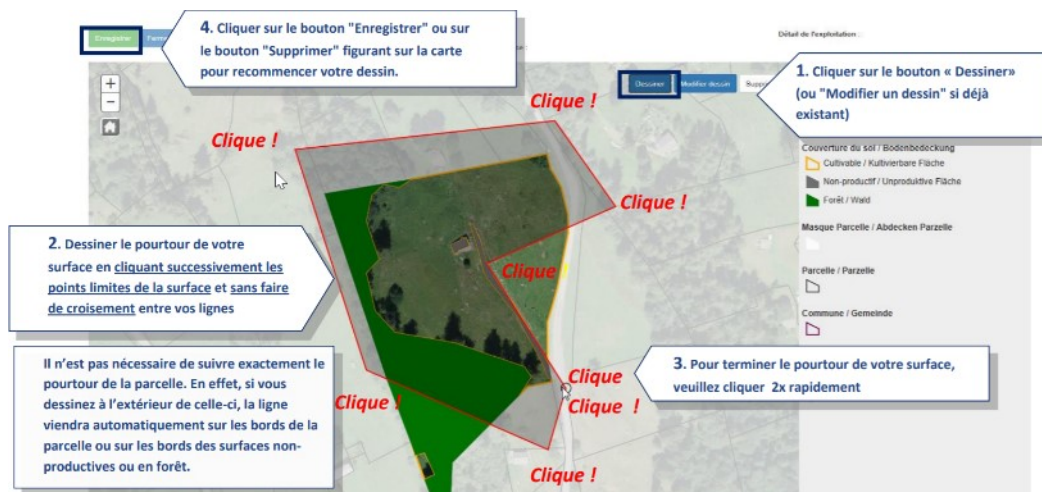 Enregistrer
4. Cliquer sur le bouton "Enregistrer" ou sur
le bouton "Supprimer" figurant sur la carte
pour recommencer votre dessin.
Détail de l'exploitation :
Dessiner
Modifier dessin
1. Cliquer sur le bouton « Dessiner»
(ou "Modifier un dessin" si déjà
existant)
+
−
Clique !
Clique !
Clique !
Couverture du sol / Bodenbedeckung
Cultivable / Kultivierbare Fläche
Non-productif / Unproduktive Fläche
Forêt / Wald
Masque Parcelle / Abdecken Parzelle
Parcelle / Parzelle
Commune / Gemeinde
2. Dessiner le pourtour de votre
surface en cliquant successivement les
points limites de la surface et sans faire
de croisement entre vos lignes
Clique
Il n'est pas nécessaire de suivre exactement le
pourtour de la parcelle. En effet, si vous
dessinez à l'extérieur de celle-ci, la ligne
viendra automatiquement sur les bords de la
parcelle ou sur les bords des surfaces non-
productives ou en forêt.
3. Pour terminer le pourtour de votre surface,
veuillez cliquer 2x rapidement
Clique
Clique !
Clique !
Clique !